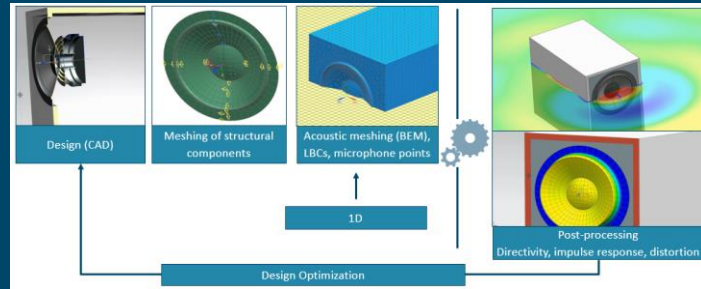 Design (CAD)
Meshing of structural
components
Acoustic meshing (BEM),
LBCs, microphone points
1D
Post-processing
Directivity, impulse response, distortion
Design Optimization